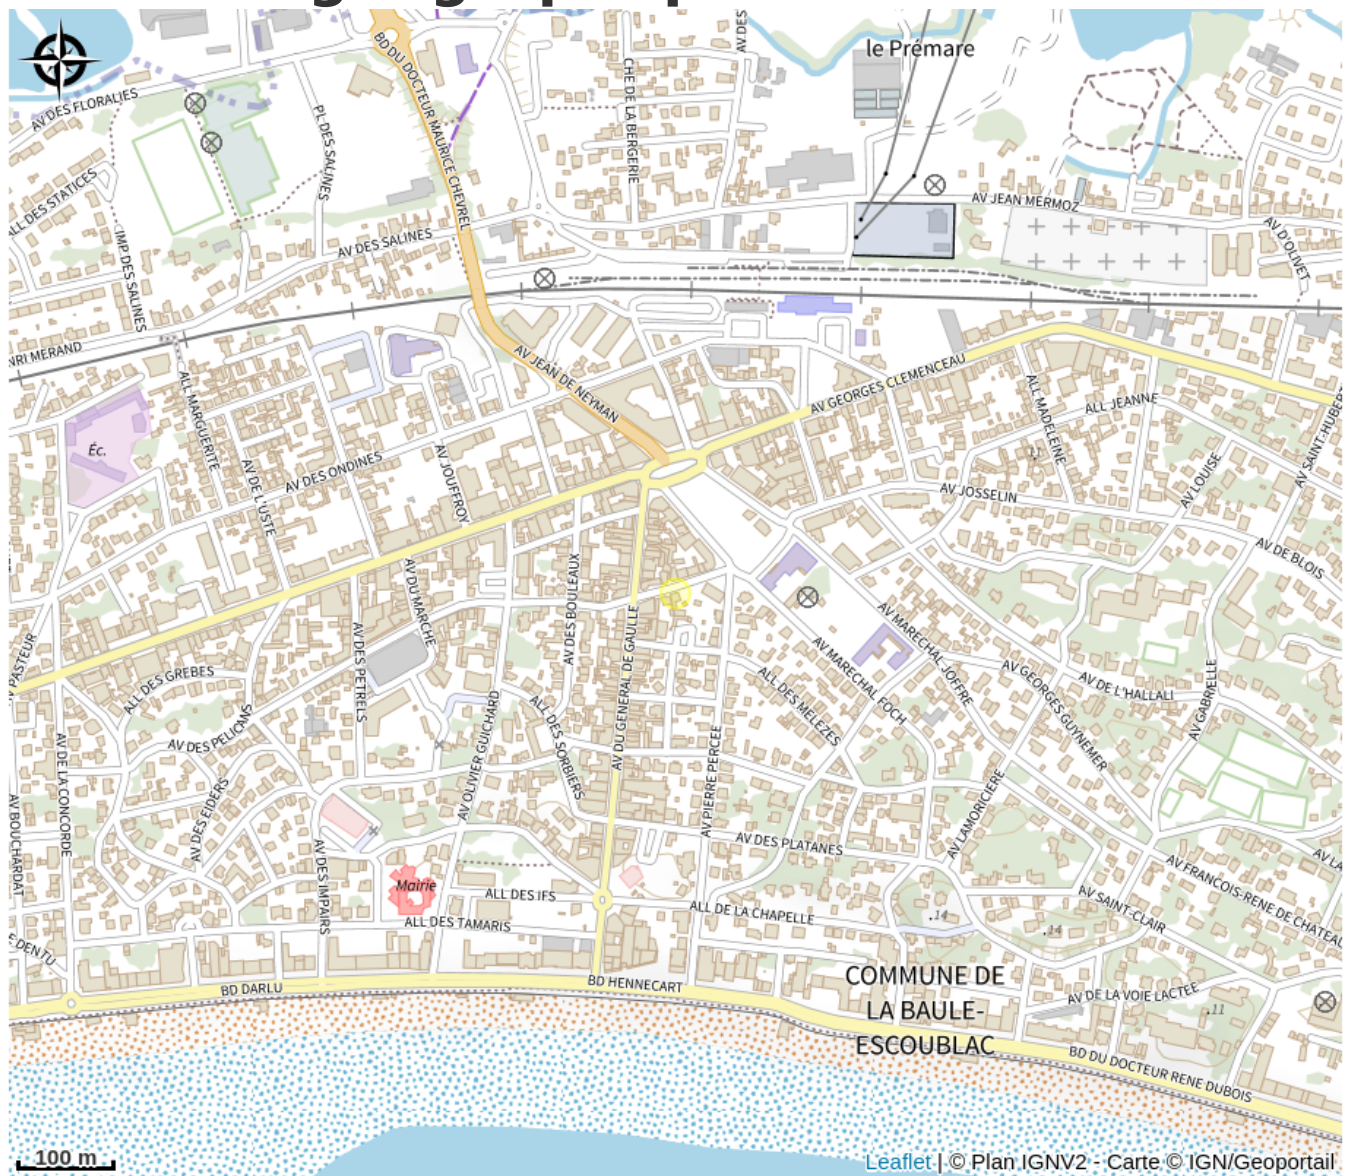 le Prémare
BD DU DOCTEUR MAURICE CHEVREL
AV DES
CHE DE LA BERGERIE
AV DES FLORALIES
PL DES SALINES
ALL DES STATICES
IMP DES SALINES
AV DES SALINES
AV JEAN MERMOZ
AV D'OLIVET
NRI MERAND
AV JEAN DE NEYMAN
AV GEORGES CLEMENCEAU
ALL MARGUERITE
ALL MADELEINE
ALL JEANNE
AV SAINT-HUBERT
Éc.
AV DE L'USTE
AV DES ONDINES
AV JOUFFROY
AV JOSSELIN
AV LOUISE
AV DE BLOIS
AV DU MARCHE
AV DES BOULEAUX
AV DU GENERAL DE GAULLE
AV MARECHAL JOFFRE
AV MARECHAL FOCH
AV GEORGES GUYNEMER
AV DE L'HALLALI
AV GABRIELLE
PASTEUR
ALL DES GREBES
AV DES PETRELS
AV DES PELICANS
AV OLIVIER GUICHARD
ALL DES SORBIERS
ALL DES MELEZES
AV PIERRE PERCEE
AV DE LA CONCORDE
AV BOUCHARDAT
AV DES EIDERS
AV DES IMPAIRS
AV DES PLATANES
AV LAMORICIERE
AV FRANCOIS-RENE DE CHATEAU
AV LA
AV SAINT-CLAIR
Mairie
ALL DES IFS
ALL DES TAMARIS
ALL DE LA CHAPELLE
.14
.14
E DENTU
BD DARLU
BD HENNECART
COMMUNE DE
LA BAULE-
ESCOUBLAC
AV DE LA VOIE LACTEE
.11
BD DU DOCTEUR RENE DUBOIS
100 m
Leaflet | © Plan IGNV2 - Carte © IGN/Geoportail